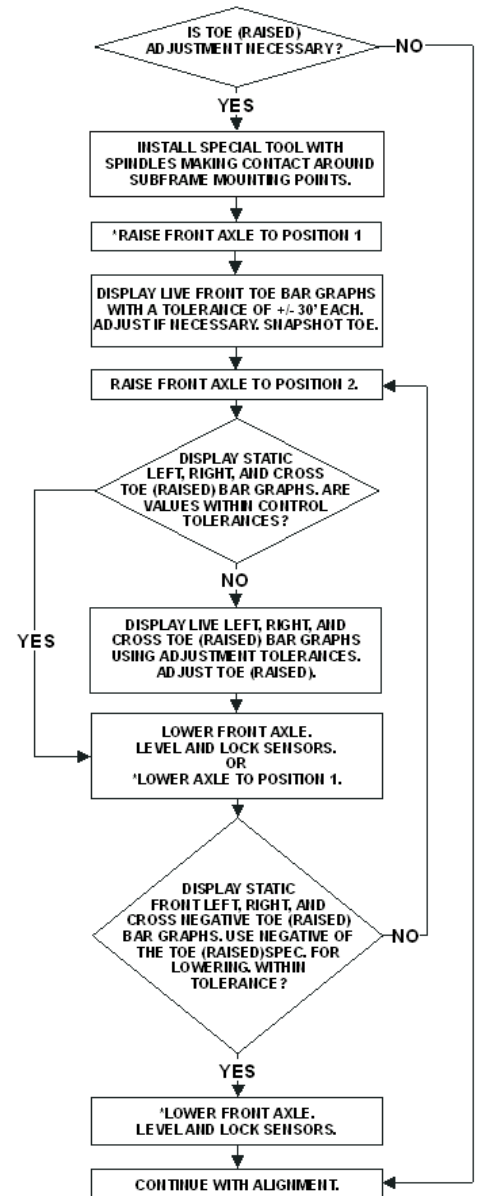 IS TOE (RAISED)
ADJUSTMENT NECESSARY?
NO
YES
INSTALL SPECIAL TOOL WITH
SPINDLES MAKING CONTACT AROUND
SUBFRAME MOUNTING POINTS.
*RAISE FRONT AXLE TO POSITION 1
DISPLAY LIVE FRONT TOE BAR GRAPHS
WITH A TOLERANCE OF +/- 30' EACH.
ADJUST IF NECESSARY. SNAPSHOT TOE.
RAISE FRONT AXLE TO POSITION 2.
DISPLAY STATIC
LEFT, RIGHT, AND CROSS
TOE (RAISED) BAR GRAPHS. ARE
VALUES WITHIN CONTROL
TOLERANCES?
NO
YES
DISPLAY LIVE LEFT, RIGHT, AND
CROSS TOE (RAISED) BAR GRAPHS
USING ADJUSTMENT TOLERANCES.
ADJUST TOE (RAISED).
LOWER FRONT AXLE.
LEVEL AND LOCK SENSORS.
OR
*LOWER AXLE TO POSITION 1.
DISPLAY STATIC
FRONT LEFT, RIGHT, AND
CROSS NEGATIVE TOE (RAISED)
BAR GRAPHS. USE NEGATIVE OF
THE TOE (RAISED)SPEC. FOR
LOWERING. WITHIN
TOLERANCE?
NO
YES
*LOWER FRONT AXLE.
LEVEL AND LOCK SENSORS.
CONTINUE WITH ALIGNMENT.